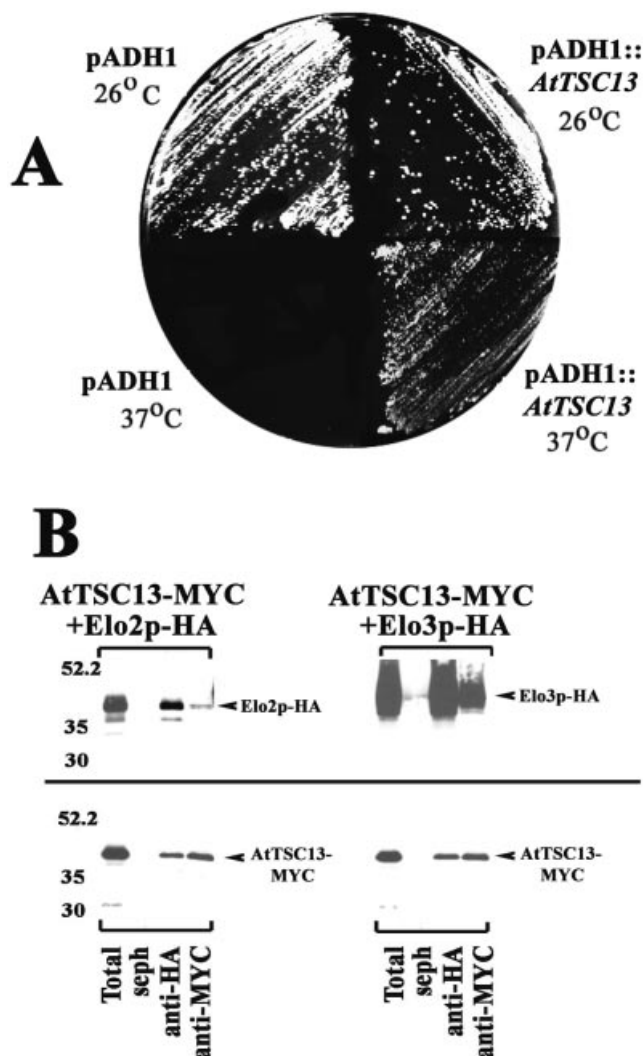 pADH1
26°C
pADH1::
AtTSC13
26°C
A
pADH1
37°C
pADH1::
AtTSC13
37°C
B
AtTSC13-MYC
+Elo2p-HA
AtTSC13-MYC
+Elo3p-HA
52.2
35
30
Elo2p-HA
Elo3p-HA
52.2
35
30
AtTSC13-
MYC
AtTSC13-
MYC
Total
seph
anti-HA
anti-MYC
Total
seph
anti-HA
anti-MYC